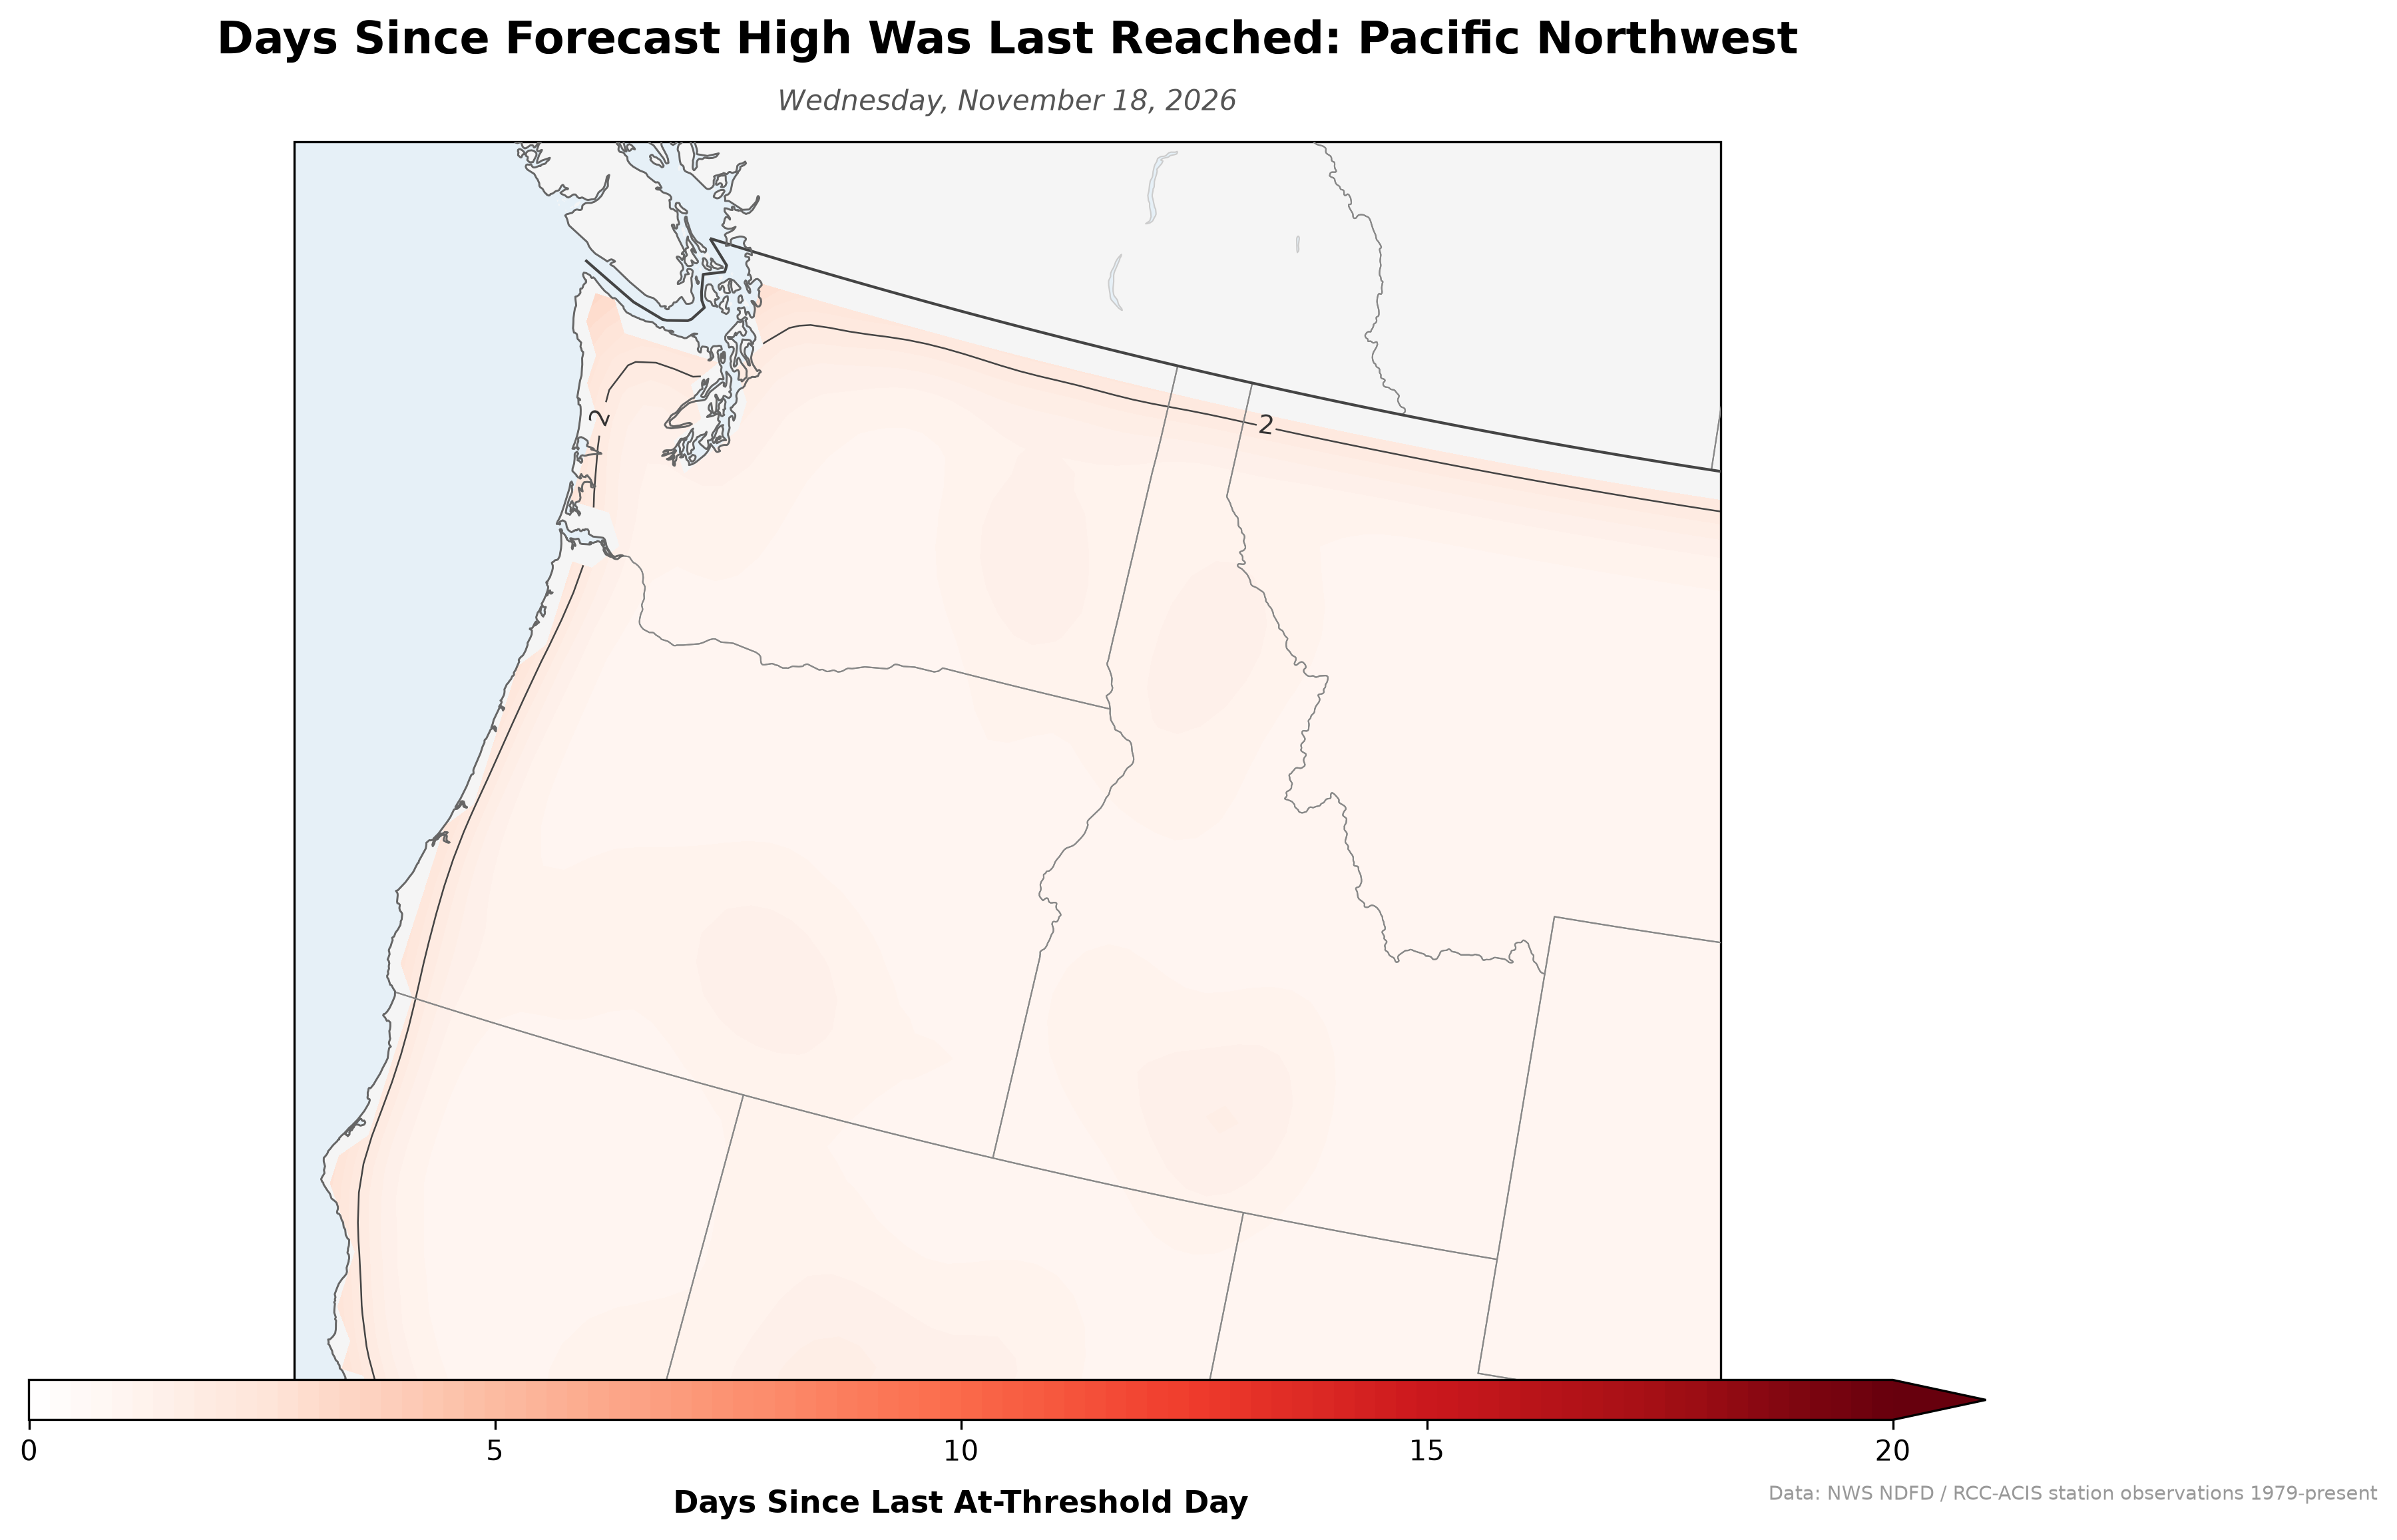 Days Since Forecast High Was Last Reached: Pacific Northwest
Wednesday, November 18, 2026
2
2
0
5
10
15
20
Days Since Last At-Threshold Day
Data: NWS NDFD / RCC-ACIS station observations 1979-present